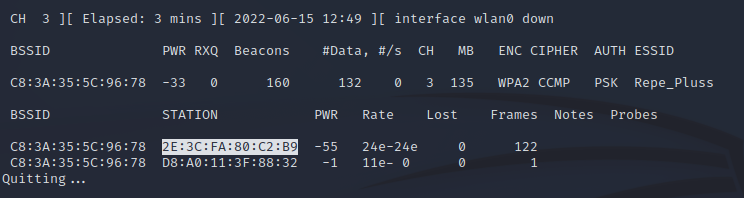 CH  3 ][ Elapsed: 3 mins ][ 2022-06-15 12:49 ][ interface wlan0 down
BSSID              PWR RXQ  Beacons    #Data, #/s  CH   MB   ENC CIPHER  AUTH ESSID
C8:3A:35:5C:96:78  -33   0      160      132    0   3  135   WPA2 CCMP   PSK  Repe_Pluss
BSSID              STATION            PWR   Rate    Lost    Frames  Notes  Probes
C8:3A:35:5C:96:78  2E:3C:FA:80:C2:B9  -55   24e-24e     0      122
C8:3A:35:5C:96:78  D8:A0:11:3F:88:32   -1   11e- 0      0        1
Quitting...